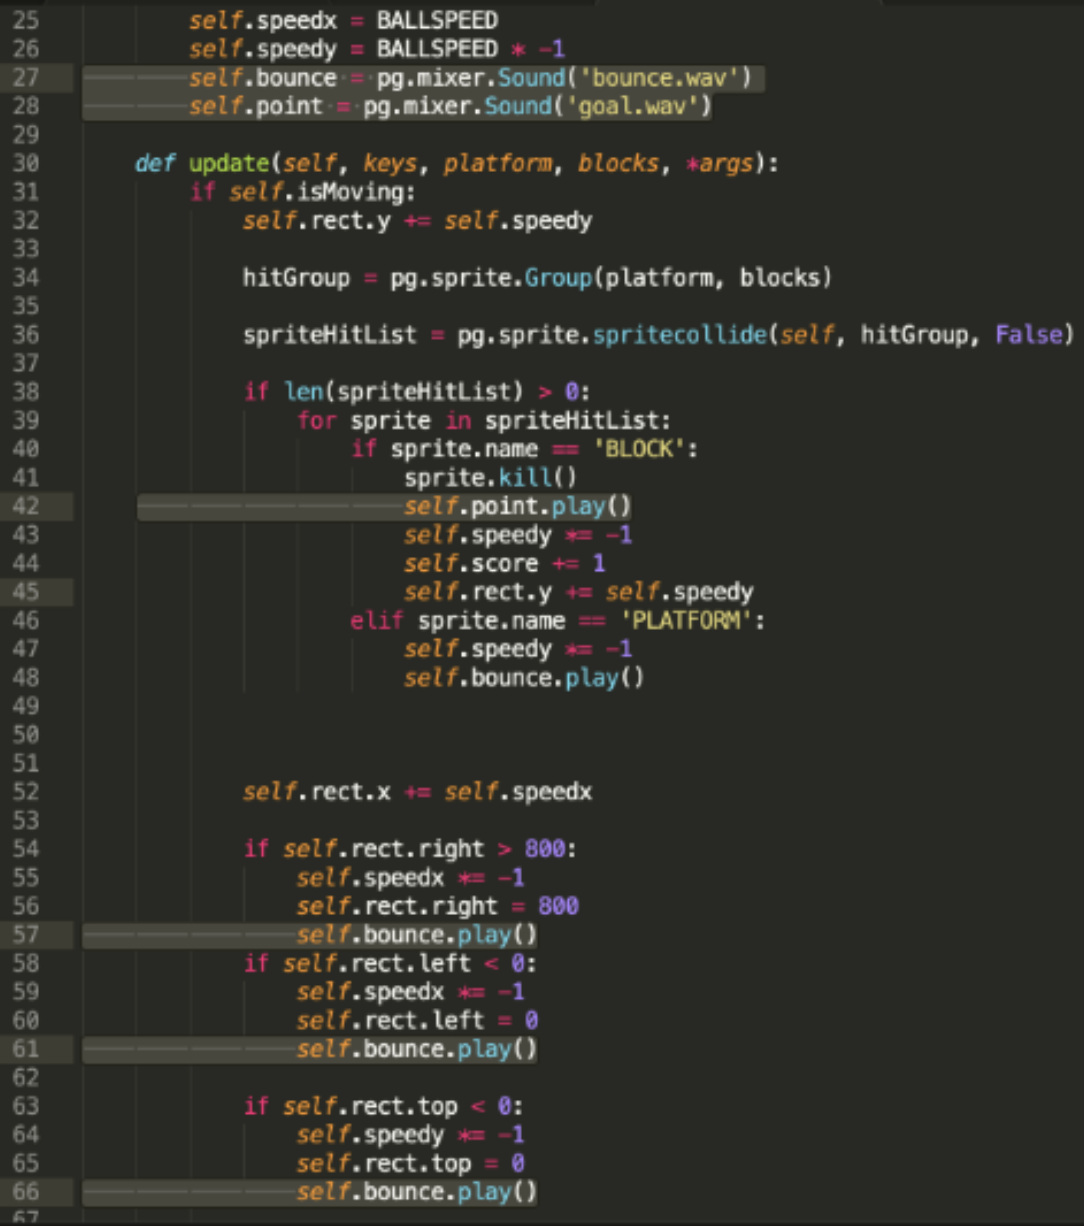 25 self.speedx = BALLSPEED
26 self.speedy = BALLSPEED * -1
27 self.bounce = pg.mixer.Sound('bounce.wav')
28 self.point = pg.mixer.Sound('goal.wav')
29
30 def update(self, keys, platform, blocks, *args):
31 if self.isMoving:
32 self.rect.y += self.speedy
33
34 hitGroup = pg.sprite.Group(platform, blocks)
35
36 spriteHitList = pg.sprite.spritecollide(self, hitGroup, False)
37
38 if len(spriteHitList) > 0:
39 for sprite in spriteHitList:
40 if sprite.name == 'BLOCK':
41 sprite.kill()
42 self.point.play()
43 self.speedy *= -1
44 self.score += 1
45 self.rect.y += self.speedy
46 elif sprite.name == 'PLATFORM':
47 self.speedy *= -1
48 self.bounce.play()
49
50
51
52 self.rect.x += self.speedx
53
54 if self.rect.right > 800:
55 self.speedx *= -1
56 self.rect.right = 800
57 self.bounce.play()
58 if self.rect.left < 0:
59 self.speedx *= -1
60 self.rect.left = 0
61 self.bounce.play()
62
63 if self.rect.top < 0:
64 self.speedy *= -1
65 self.rect.top = 0
66 self.bounce.play()
67